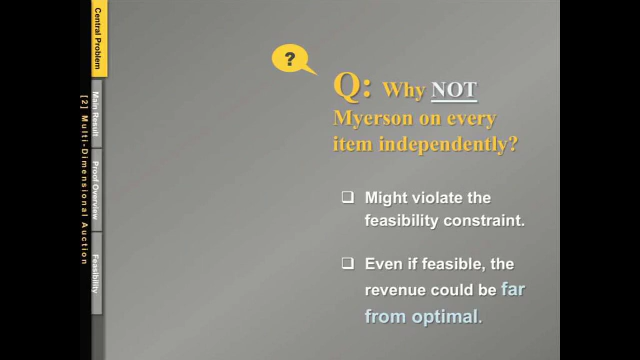 Central Problem
Main Result
Proof Overview
Feasibility
[2] Multi-Dimensional Auction
?
Q: Why NOT
Myerson on every
item independently?
❑ Might violate the
feasibility constraint.
❑ Even if feasible, the
revenue could be far
from optimal.